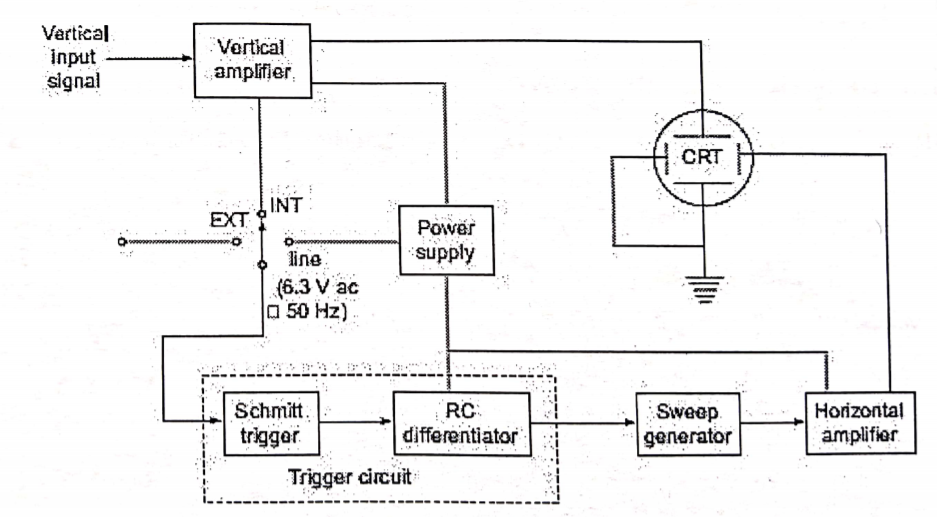 Vertical
input
signal
Vertical
amplifier
CRT
EXT
INT
line
(6.3 V ac
□ 50 Hz)
Power
supply
Schmitt
trigger
RC
differentiator
Trigger circuit
Sweep
generator
Horizontal
amplifier